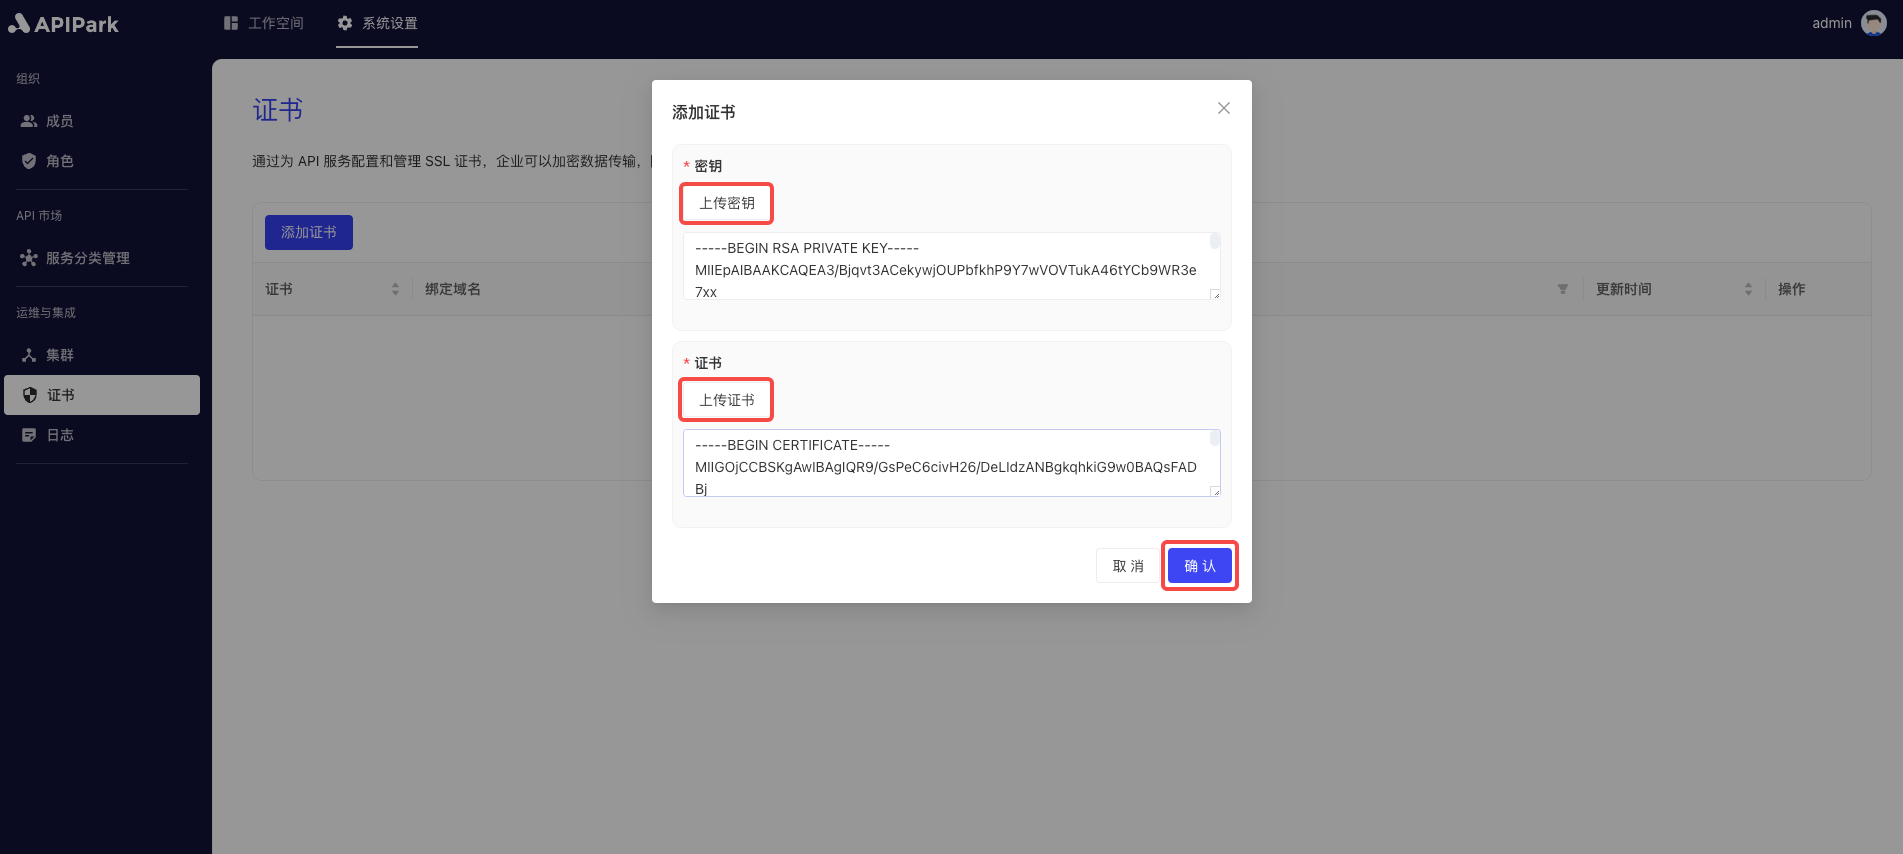 APIPark
工作空间
系统设置
admin
组织
成员
角色
API 市场
服务分类管理
运维与集成
集群
证书
日志
证书
通过为 API 服务配置和管理 SSL 证书，企业可以加密数据传输，
添加证书
证书
绑定域名
更新时间
操作
添加证书
* 密钥
上传密钥
-----BEGIN RSA PRIVATE KEY-----
MIIEpAIBAAKCAQEA3/Bjqvt3ACekywjOUPbfkhP9Y7wVOVTukA46tYCb9WR3e
7xx
* 证书
上传证书
-----BEGIN CERTIFICATE-----
MIIGOjCCBSKgAwIBAgIQR9/GsPeC6civH26/DeLIdzANBgkqhkiG9w0BAQsFAD
Bj
取 消
确 认